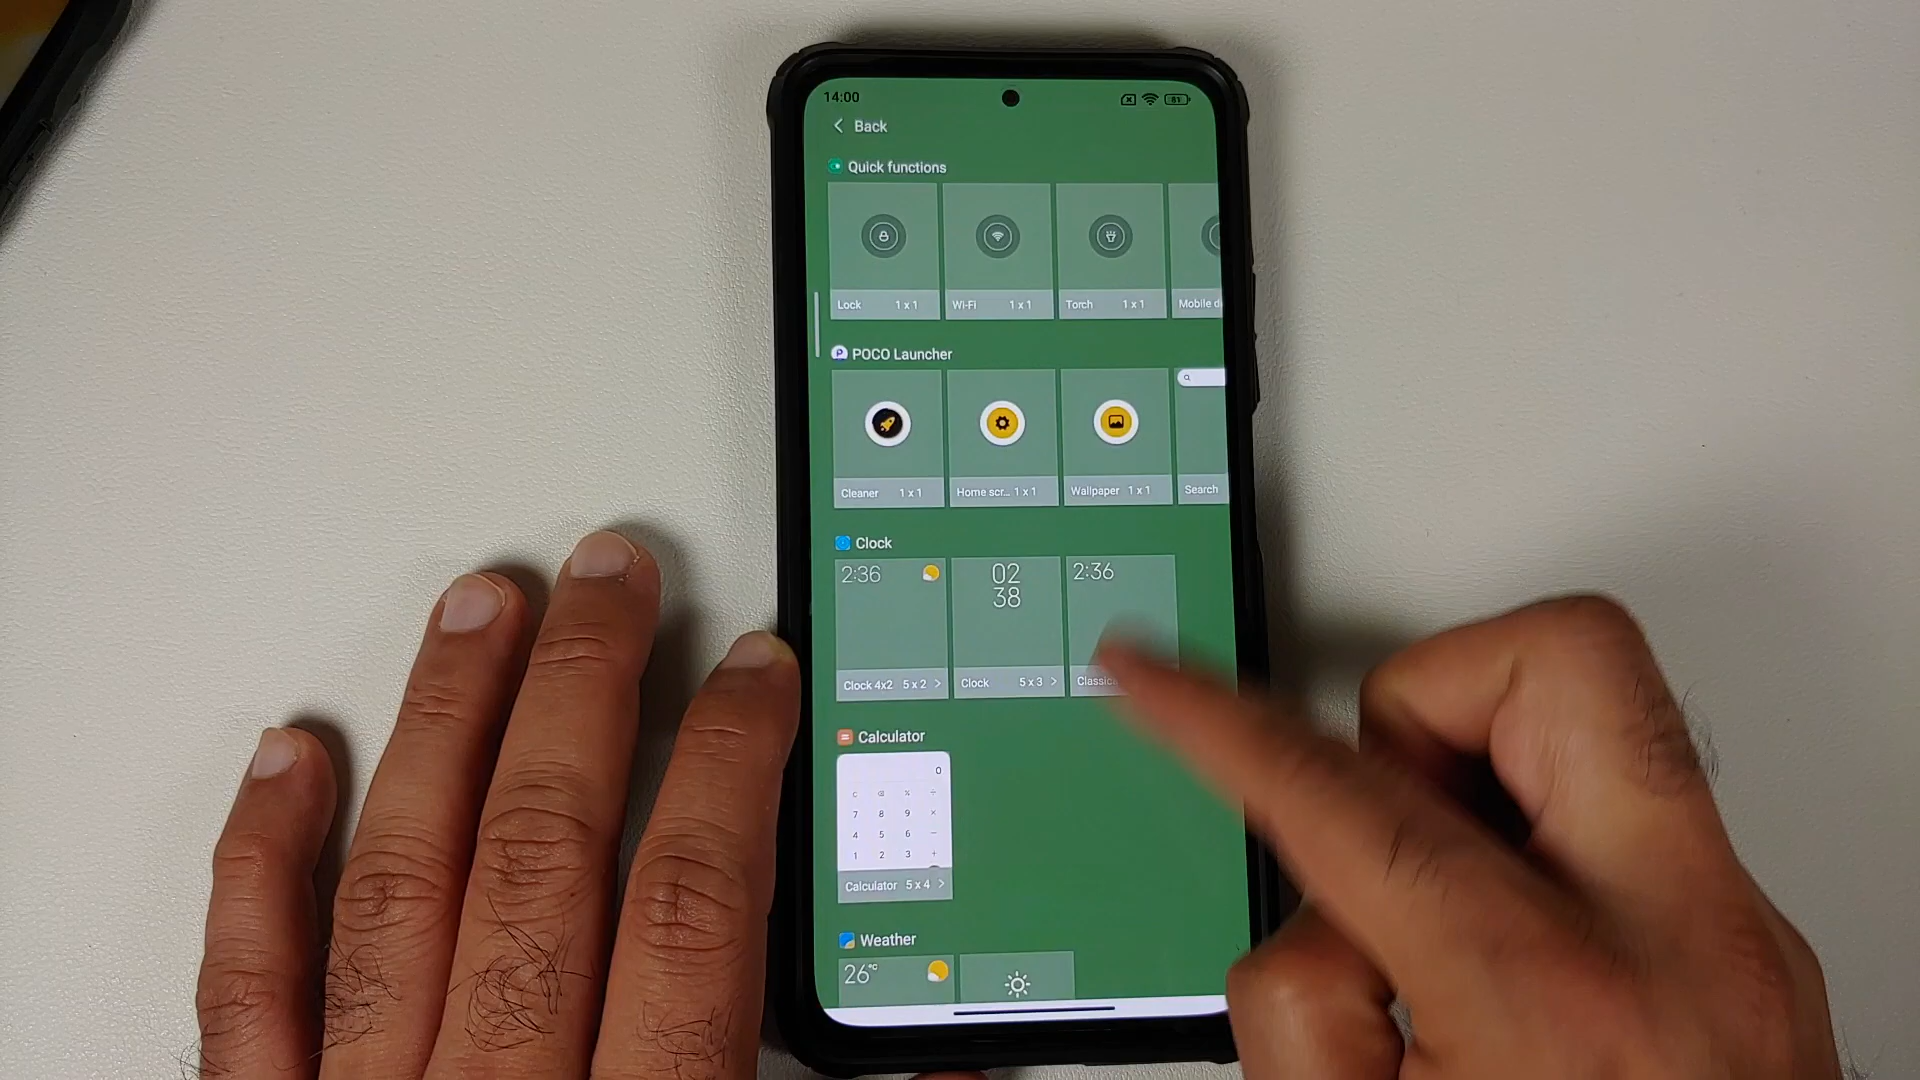 14:00 81
Back
Quick functions
Lock 1 x 1 Wi-Fi 1 x 1 Torch 1 x 1 Mobile
POCO Launcher
Cleaner 1 x 1 Home scr... 1 x 1 Wallpaper 1 x 1 Search
Clock
2:36 02 2:36
38
Clock 4x2 5 x 2 > Clock 5 x 3 >
Calculator
0
C % ÷
7 8 9 ×
4 5 6 −
1 2 3 +
Calculator 5 x 4 >
Weather
26°C